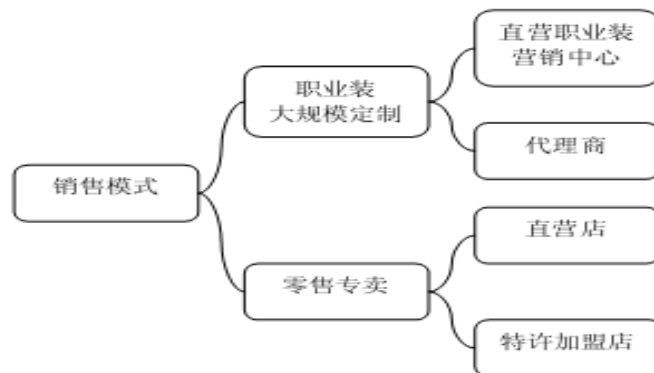 直营职业装
营销中心
职业装
大规模定制
代理商
销售模式
直营店
零售专卖
特许加盟店